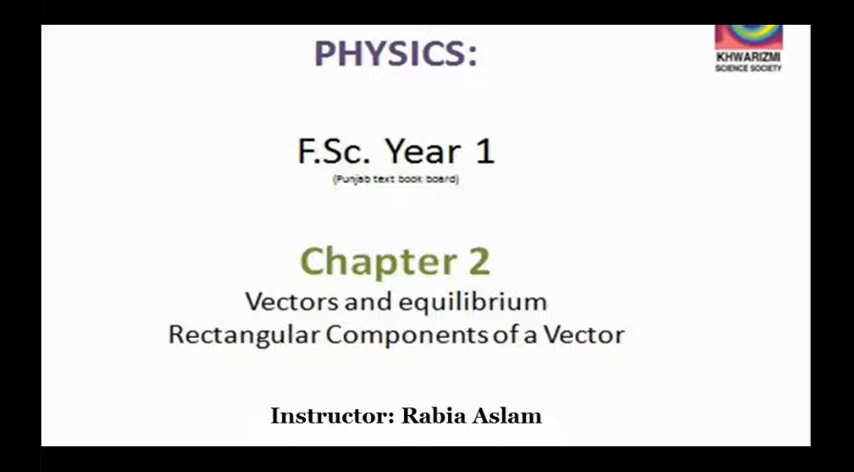 KHWARIZMI
SCIENCE SOCIETY
PHYSICS:
F.Sc. Year 1
(Punjab text book board)
Chapter 2
Vectors and equilibrium
Rectangular Components of a Vector
Instructor: Rabia Aslam